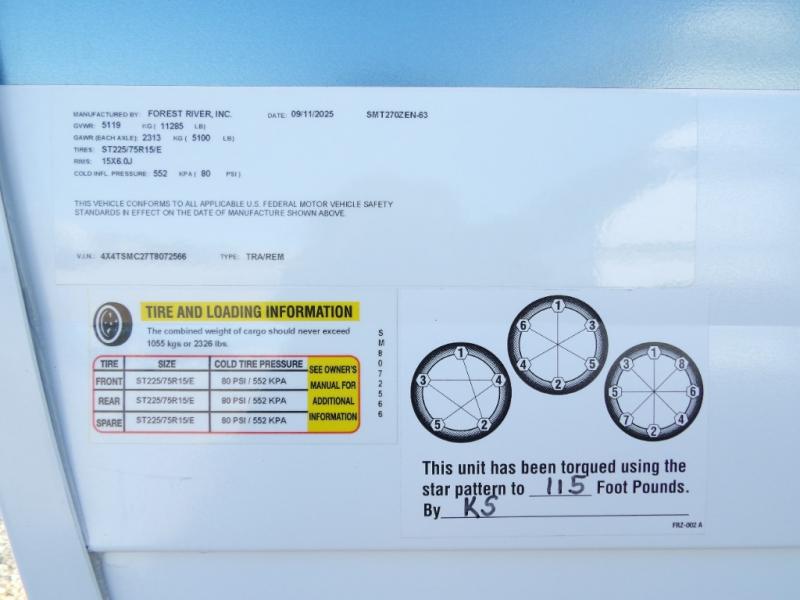 MANUFACTURED BY: FOREST RIVER, INC. DATE: 09/11/2025 SMT270ZEN-63
GVWR: 5119 KG ( 11285 LB)
GAWR (EACH AXLE): 2313 KG ( 5100 LB)
TIRES: ST225/75R15/E
RIMS: 15X6.0J
COLD INFL. PRESSURE: 552 KPA ( 80 PSI )
THIS VEHICLE CONFORMS TO ALL APPLICABLE U.S. FEDERAL MOTOR VEHICLE SAFETY
STANDARDS IN EFFECT ON THE DATE OF MANUFACTURE SHOWN ABOVE.
V.I.N.: 4X4TSMC27T8072566 TYPE: TRA/REM
TIRE AND LOADING INFORMATION
The combined weight of cargo should never exceed
1055 kgs or 2326 lbs.
TIRE SIZE COLD TIRE PRESSURE
FRONT ST225/75R15/E 80 PSI / 552 KPA
REAR ST225/75R15/E 80 PSI / 552 KPA
SPARE ST225/75R15/E 80 PSI / 552 KPA
SEE OWNER'S
MANUAL FOR
ADDITIONAL
INFORMATION
SM8072566
1 3 4 5 2
1 6 3 4 5 2
3 8 1 5 6 7 4 2
This unit has been torqued using the
star pattern to 115 Foot Pounds.
By KS
FRZ-002 A